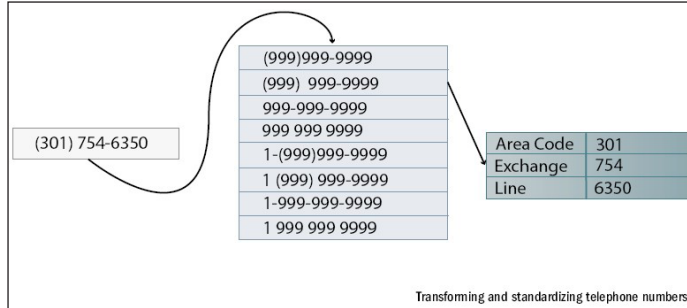 (301) 754-6350
(999)999-9999
(999) 999-9999
999-999-9999
999 999 9999
1-(999)999-9999
1 (999) 999-9999
1-999-999-9999
1 999 999 9999
Area Code 301
Exchange 754
Line 6350
Transforming and standardizing telephone numbers